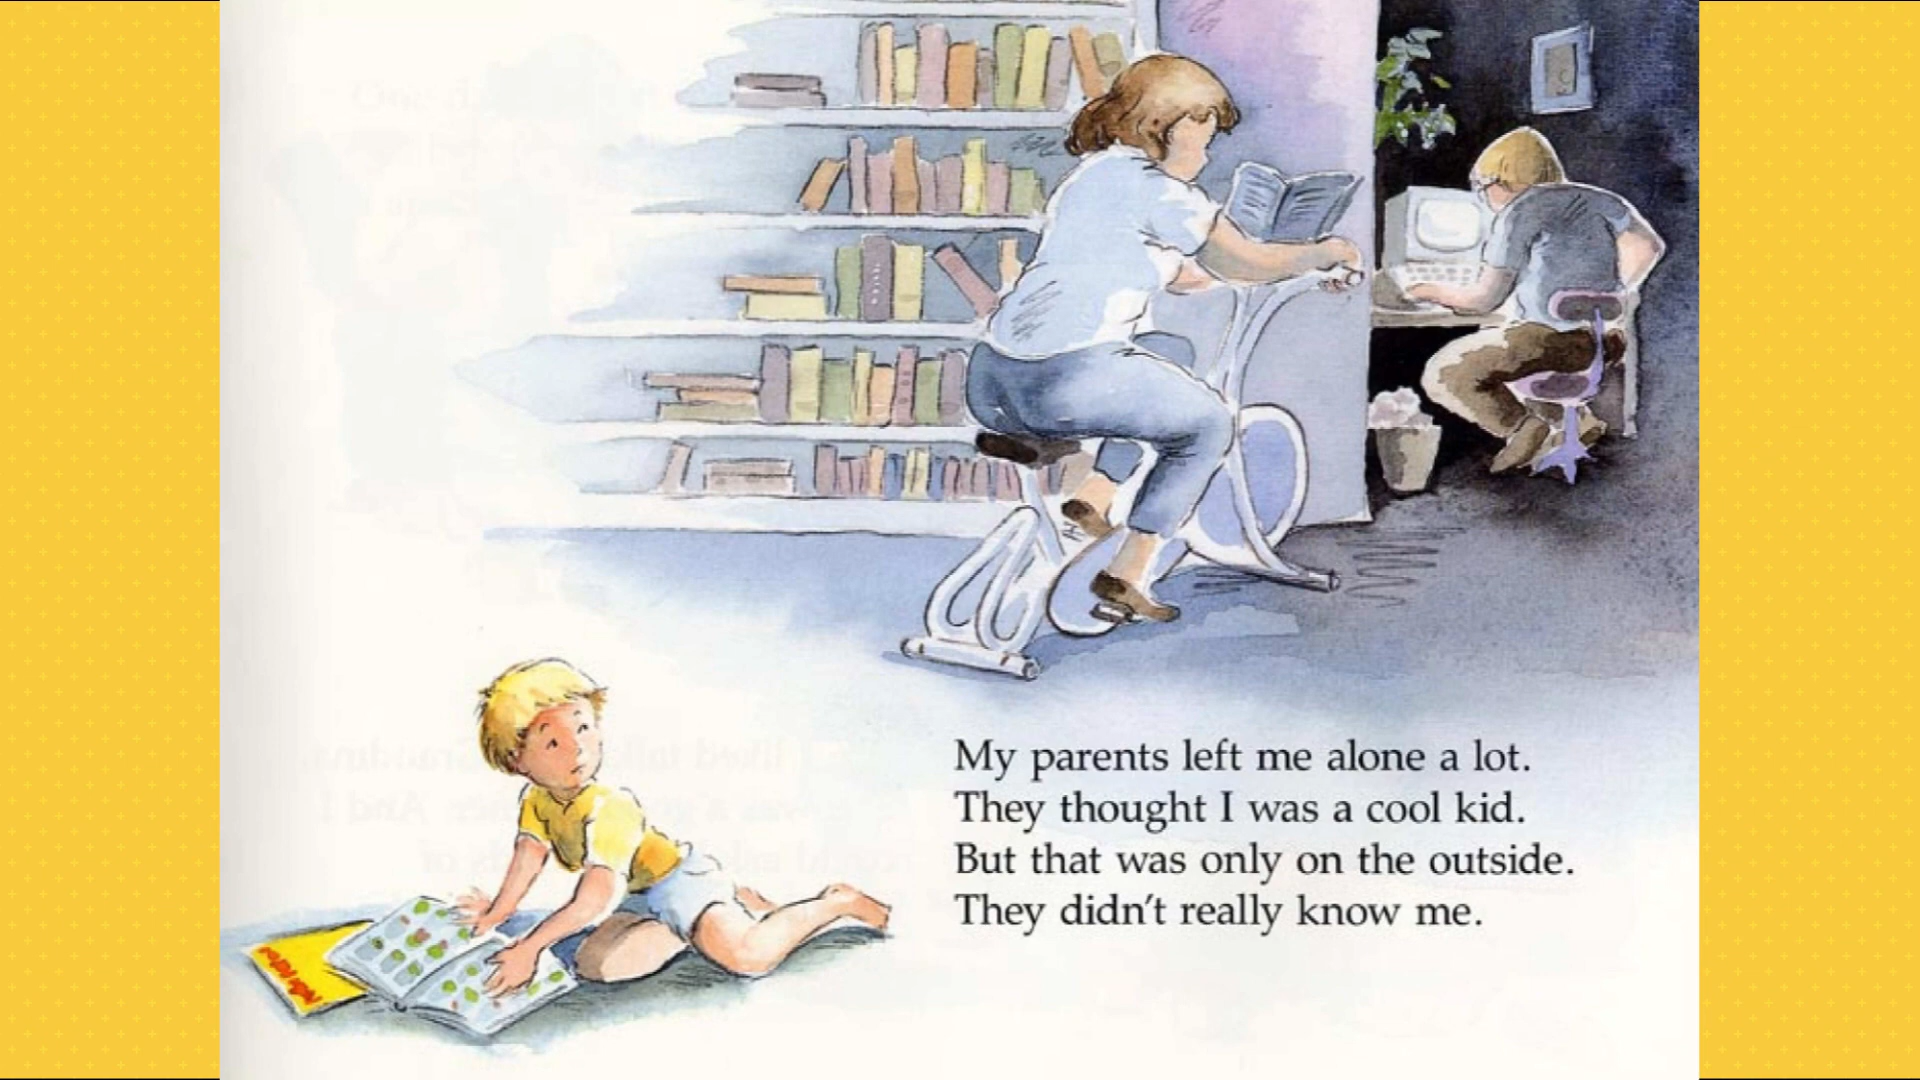 My parents left me alone a lot.
They thought I was a cool kid.
But that was only on the outside.
They didn't really know me.